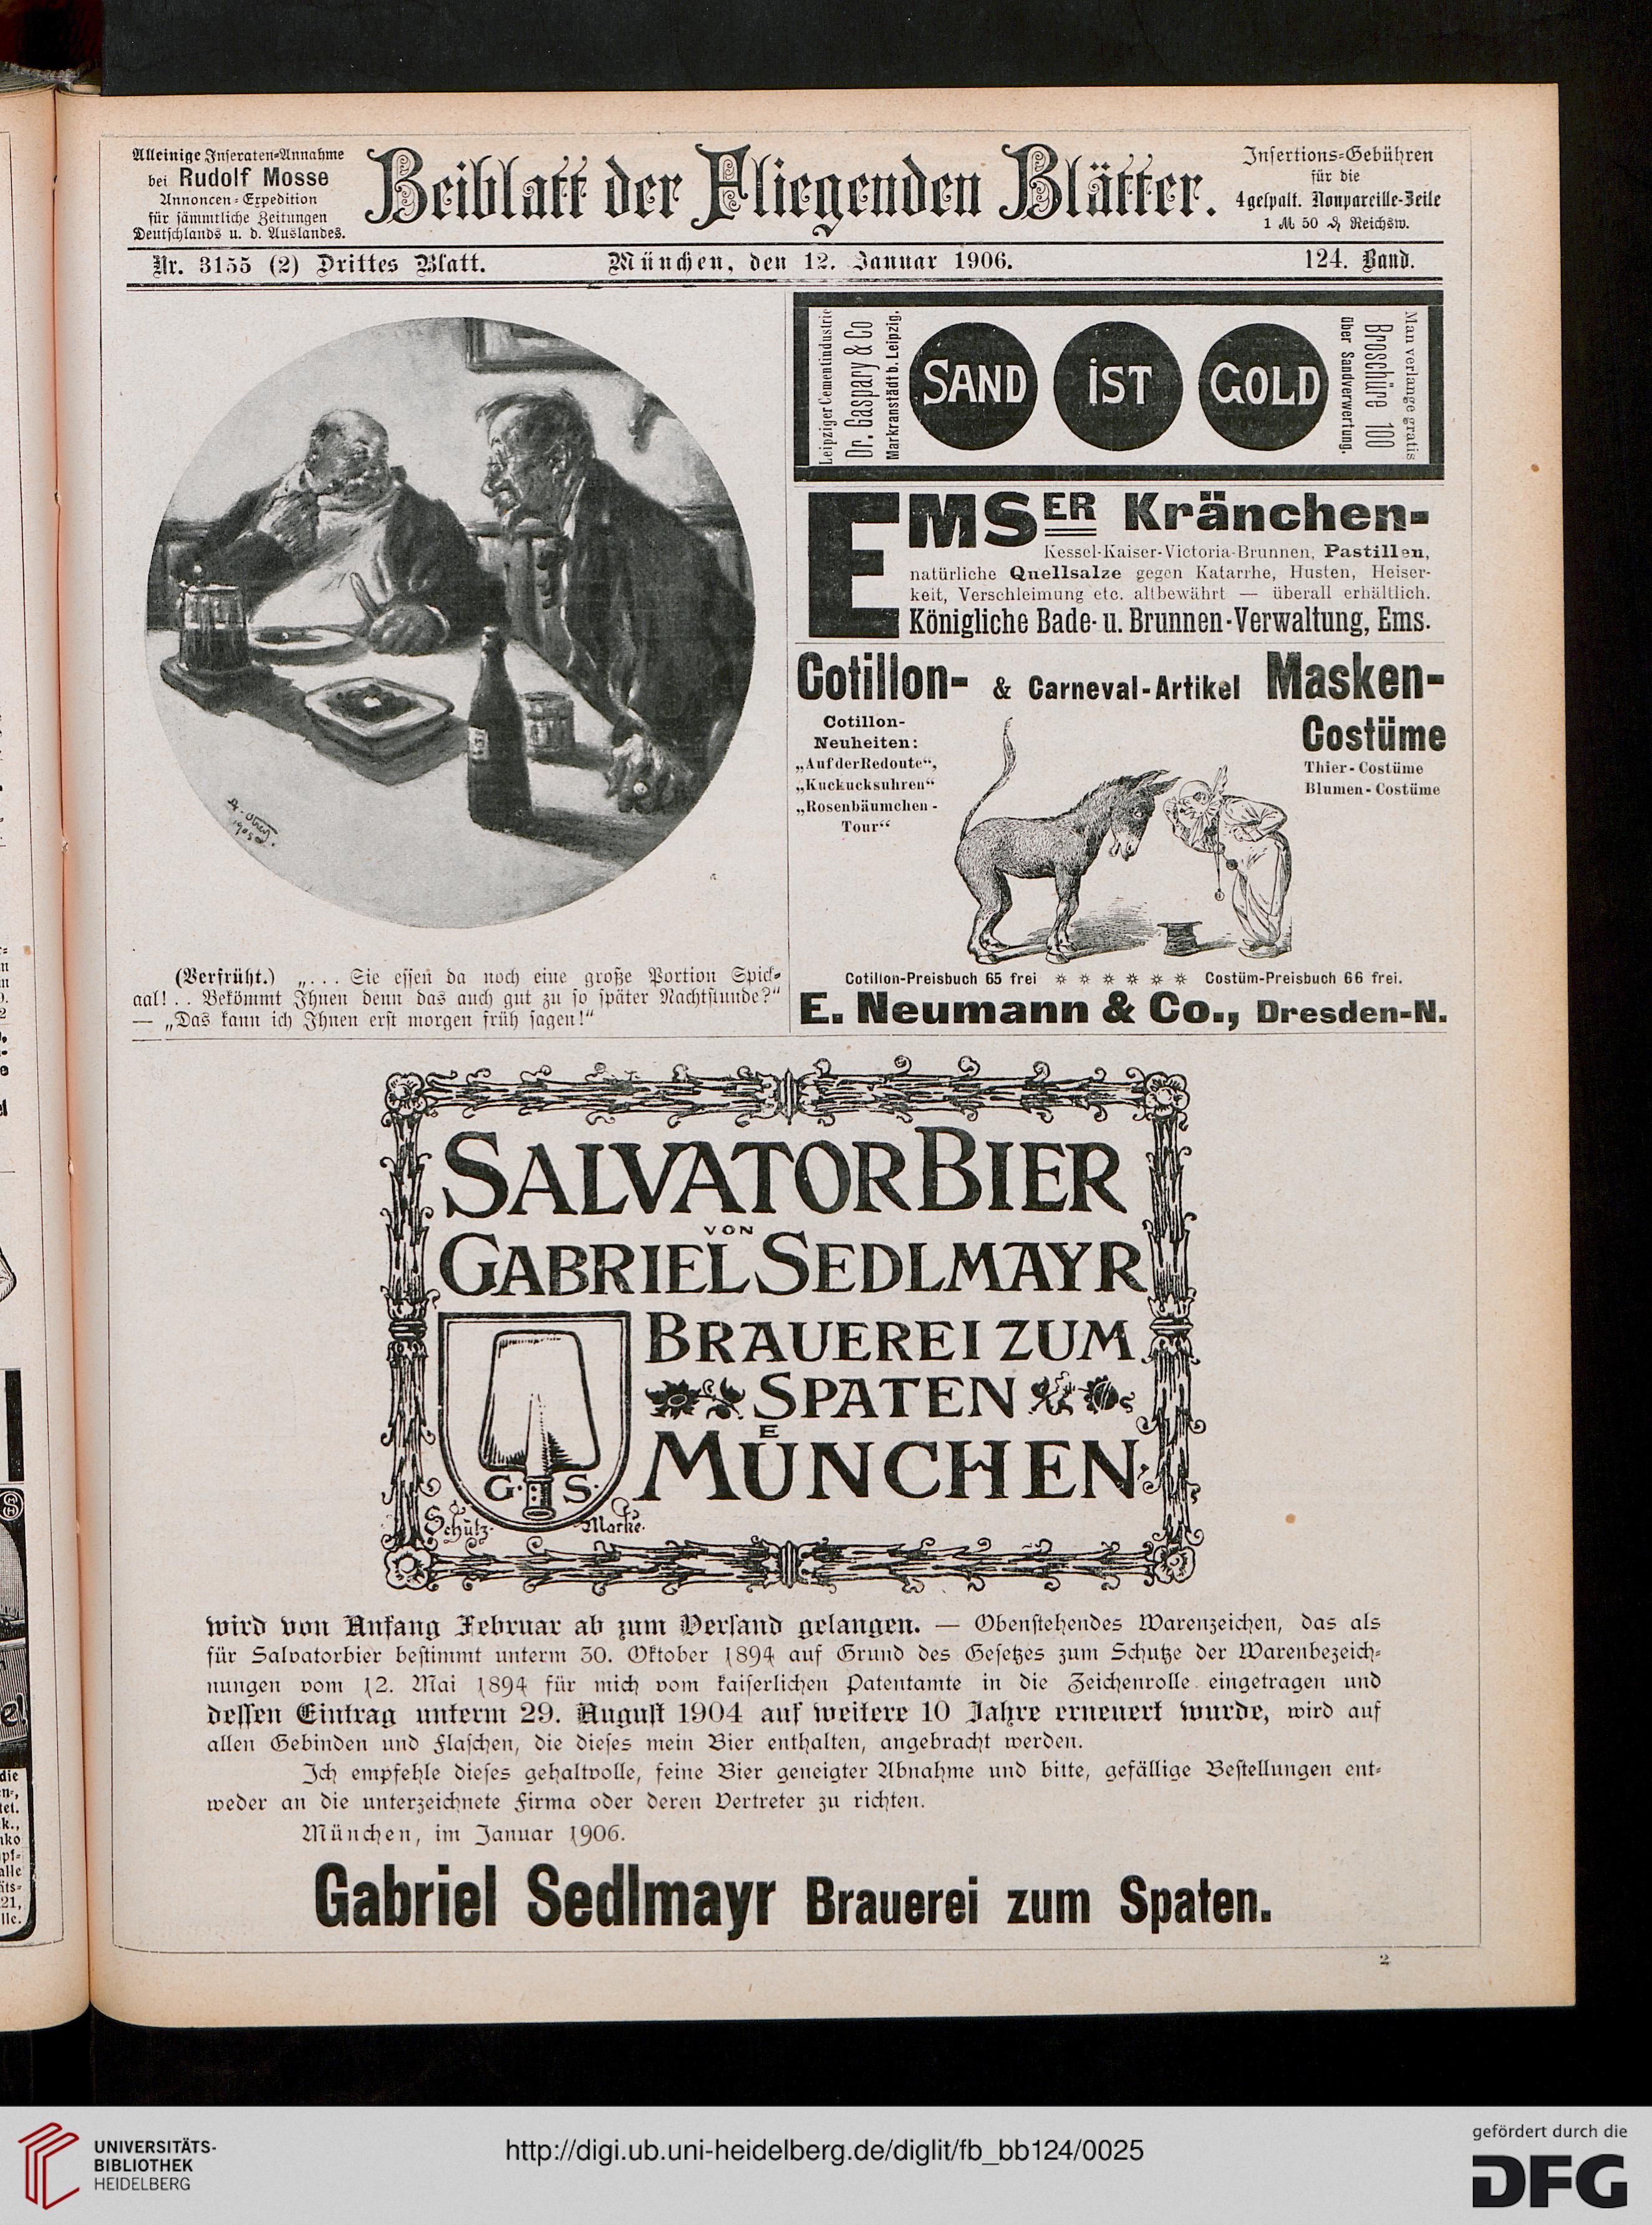 Alleinige Inseraten-Annahme
bei Rudolf Mosse
Annoncen-Expedition
für sämmtliche Zeitungen
Deutschlands u. d. Auslandes.
Beiblatt der Fliegenden Blätter.
Insertions-Gebühren
für die
4gespalt. Nonpareille-Zeile
1 ℳ 50 ₰ Reichsw.
Nr. 3155 (2) Drittes Blatt.
München, den 12. Januar 1906.
124. Band.
1905.
(Verfrüht.) „... Sie essen da noch eine große Portion Spick-
aal! .. Bekömmt Ihnen denn das auch gut zu so später Nachtstunde?“
— „Das kann ich Ihnen erst morgen früh sagen!“
Leipziger Cementindustrie
Dr. Gaspary & Co
Markranstädt b. Leipzig.
SAND IST GOLD
Man verlange gratis
Broschüre 100
über Sandverwertung.
EMSER Kränchen-
Kessel-Kaiser-Victoria-Brunnen, Pastillen,
natürliche Quellsalze gegen Katarrhe, Husten, Heiser-
keit, Verschleimung etc. altbewährt — überall erhältlich.
Königliche Bade- u. Brunnen-Verwaltung, Ems.
Cotillon- & Carneval-Artikel Masken-
Costüme
Cotillon-
Neuheiten:
„Auf der Redoute“,
„Kuckucksuhren“
„Rosenbäumchen-
Tour“
Thier-Costüme
Blumen-Costüme
Cotillon-Preisbuch 65 frei * * * * * * Costüm-Preisbuch 66 frei.
E. Neumann & Co., Dresden-N.
SALVATOR BIER
VON
GABRIEL SEDLMAYR
BRAUEREI ZUM
SPATEN
MUͤNCHEN
G. S.
Schutz- Marke.
wird von Anfang Februar ab zum Versand gelangen. — Obenstehendes Warenzeichen, das als
für Salvatorbier bestimmt unterm 30. Oktober 1894 auf Grund des Gesetzes zum Schutze der Warenbezeich-
nungen vom 12. Mai 1894 für mich vom kaiserlichen Patentamte in die Zeichenrolle eingetragen und
dessen Eintrag unterm 29. August 1904 auf weitere 10 Jahre erneuert wurde, wird auf
allen Gebinden und Flaschen, die dieses mein Bier enthalten, angebracht werden.
Ich empfehle dieses gehaltvolle, feine Bier geneigter Abnahme und bitte, gefällige Bestellungen ent-
weder an die unterzeichnete Firma oder deren Vertreter zu richten.
München, im Januar 1906.
Gabriel Sedlmayr Brauerei zum Spaten.
2
UNIVERSITÄTS-
BIBLIOTHEK
HEIDELBERG
http://digi.ub.uni-heidelberg.de/diglit/fb_bb124/0025
gefördert durch die
DFG